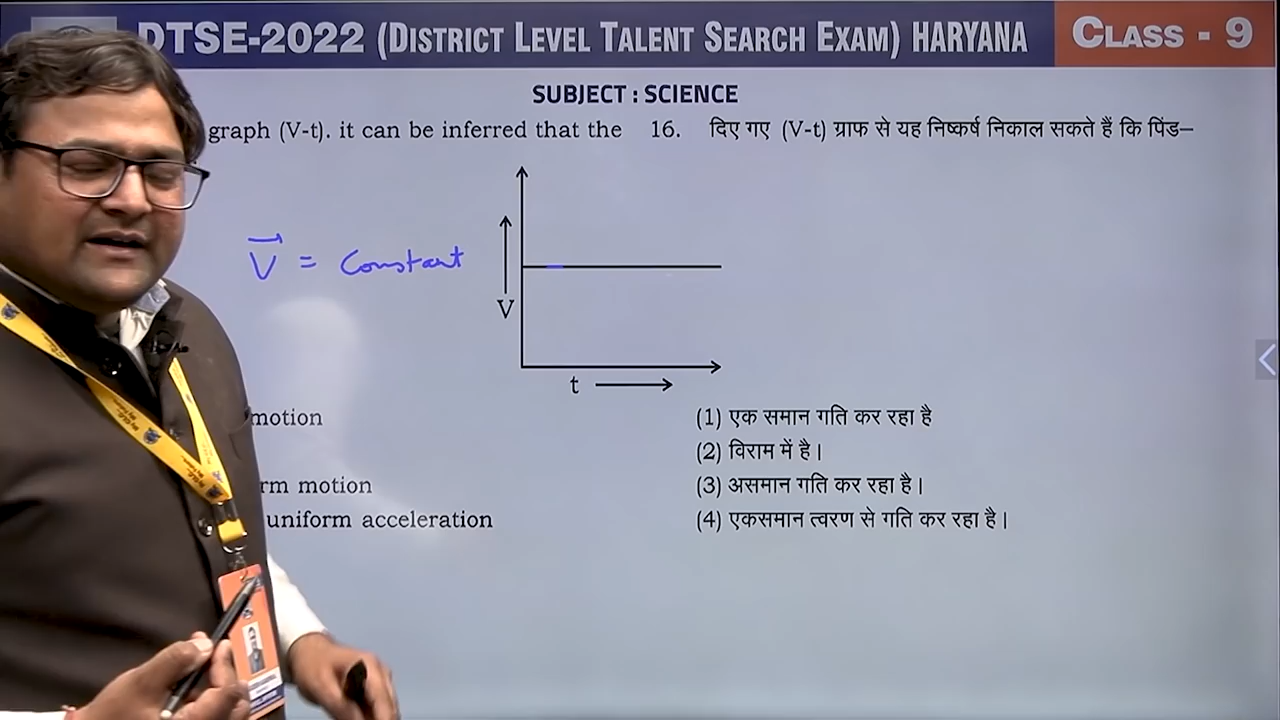 DTSE-2022 (DISTRICT LEVEL TALENT SEARCH EXAM) HARYANA
CLASS - 9
SUBJECT : SCIENCE
graph (V-t). it can be inferred that the
16. दिए गए (V-t) ग्राफ से यह निष्कर्ष निकाल सकते हैं कि पिंड–
V = Constant
V
t
motion
rm motion
uniform acceleration
(1) एक समान गति कर रहा है
(2) विराम में है।
(3) असमान गति कर रहा है।
(4) एकसमान त्वरण से गति कर रहा है।